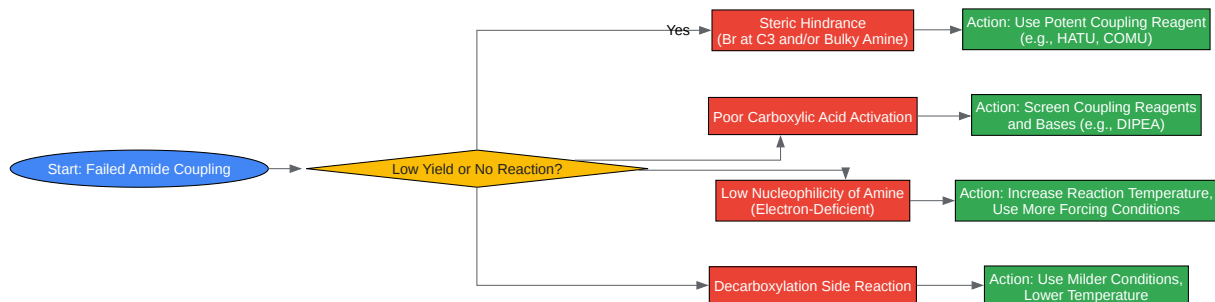 Start: Failed Amide Coupling
Low Yield or No Reaction?
Yes
Steric Hindrance
(Br at C3 and/or Bulky Amine)
Action: Use Potent Coupling Reagent
(e.g., HATU, COMU)
Poor Carboxylic Acid Activation
Action: Screen Coupling Reagents
and Bases (e.g., DIPEA)
Low Nucleophilicity of Amine
(Electron-Deficient)
Action: Increase Reaction Temperature,
Use More Forcing Conditions
Decarboxylation Side Reaction
Action: Use Milder Conditions,
Lower Temperature